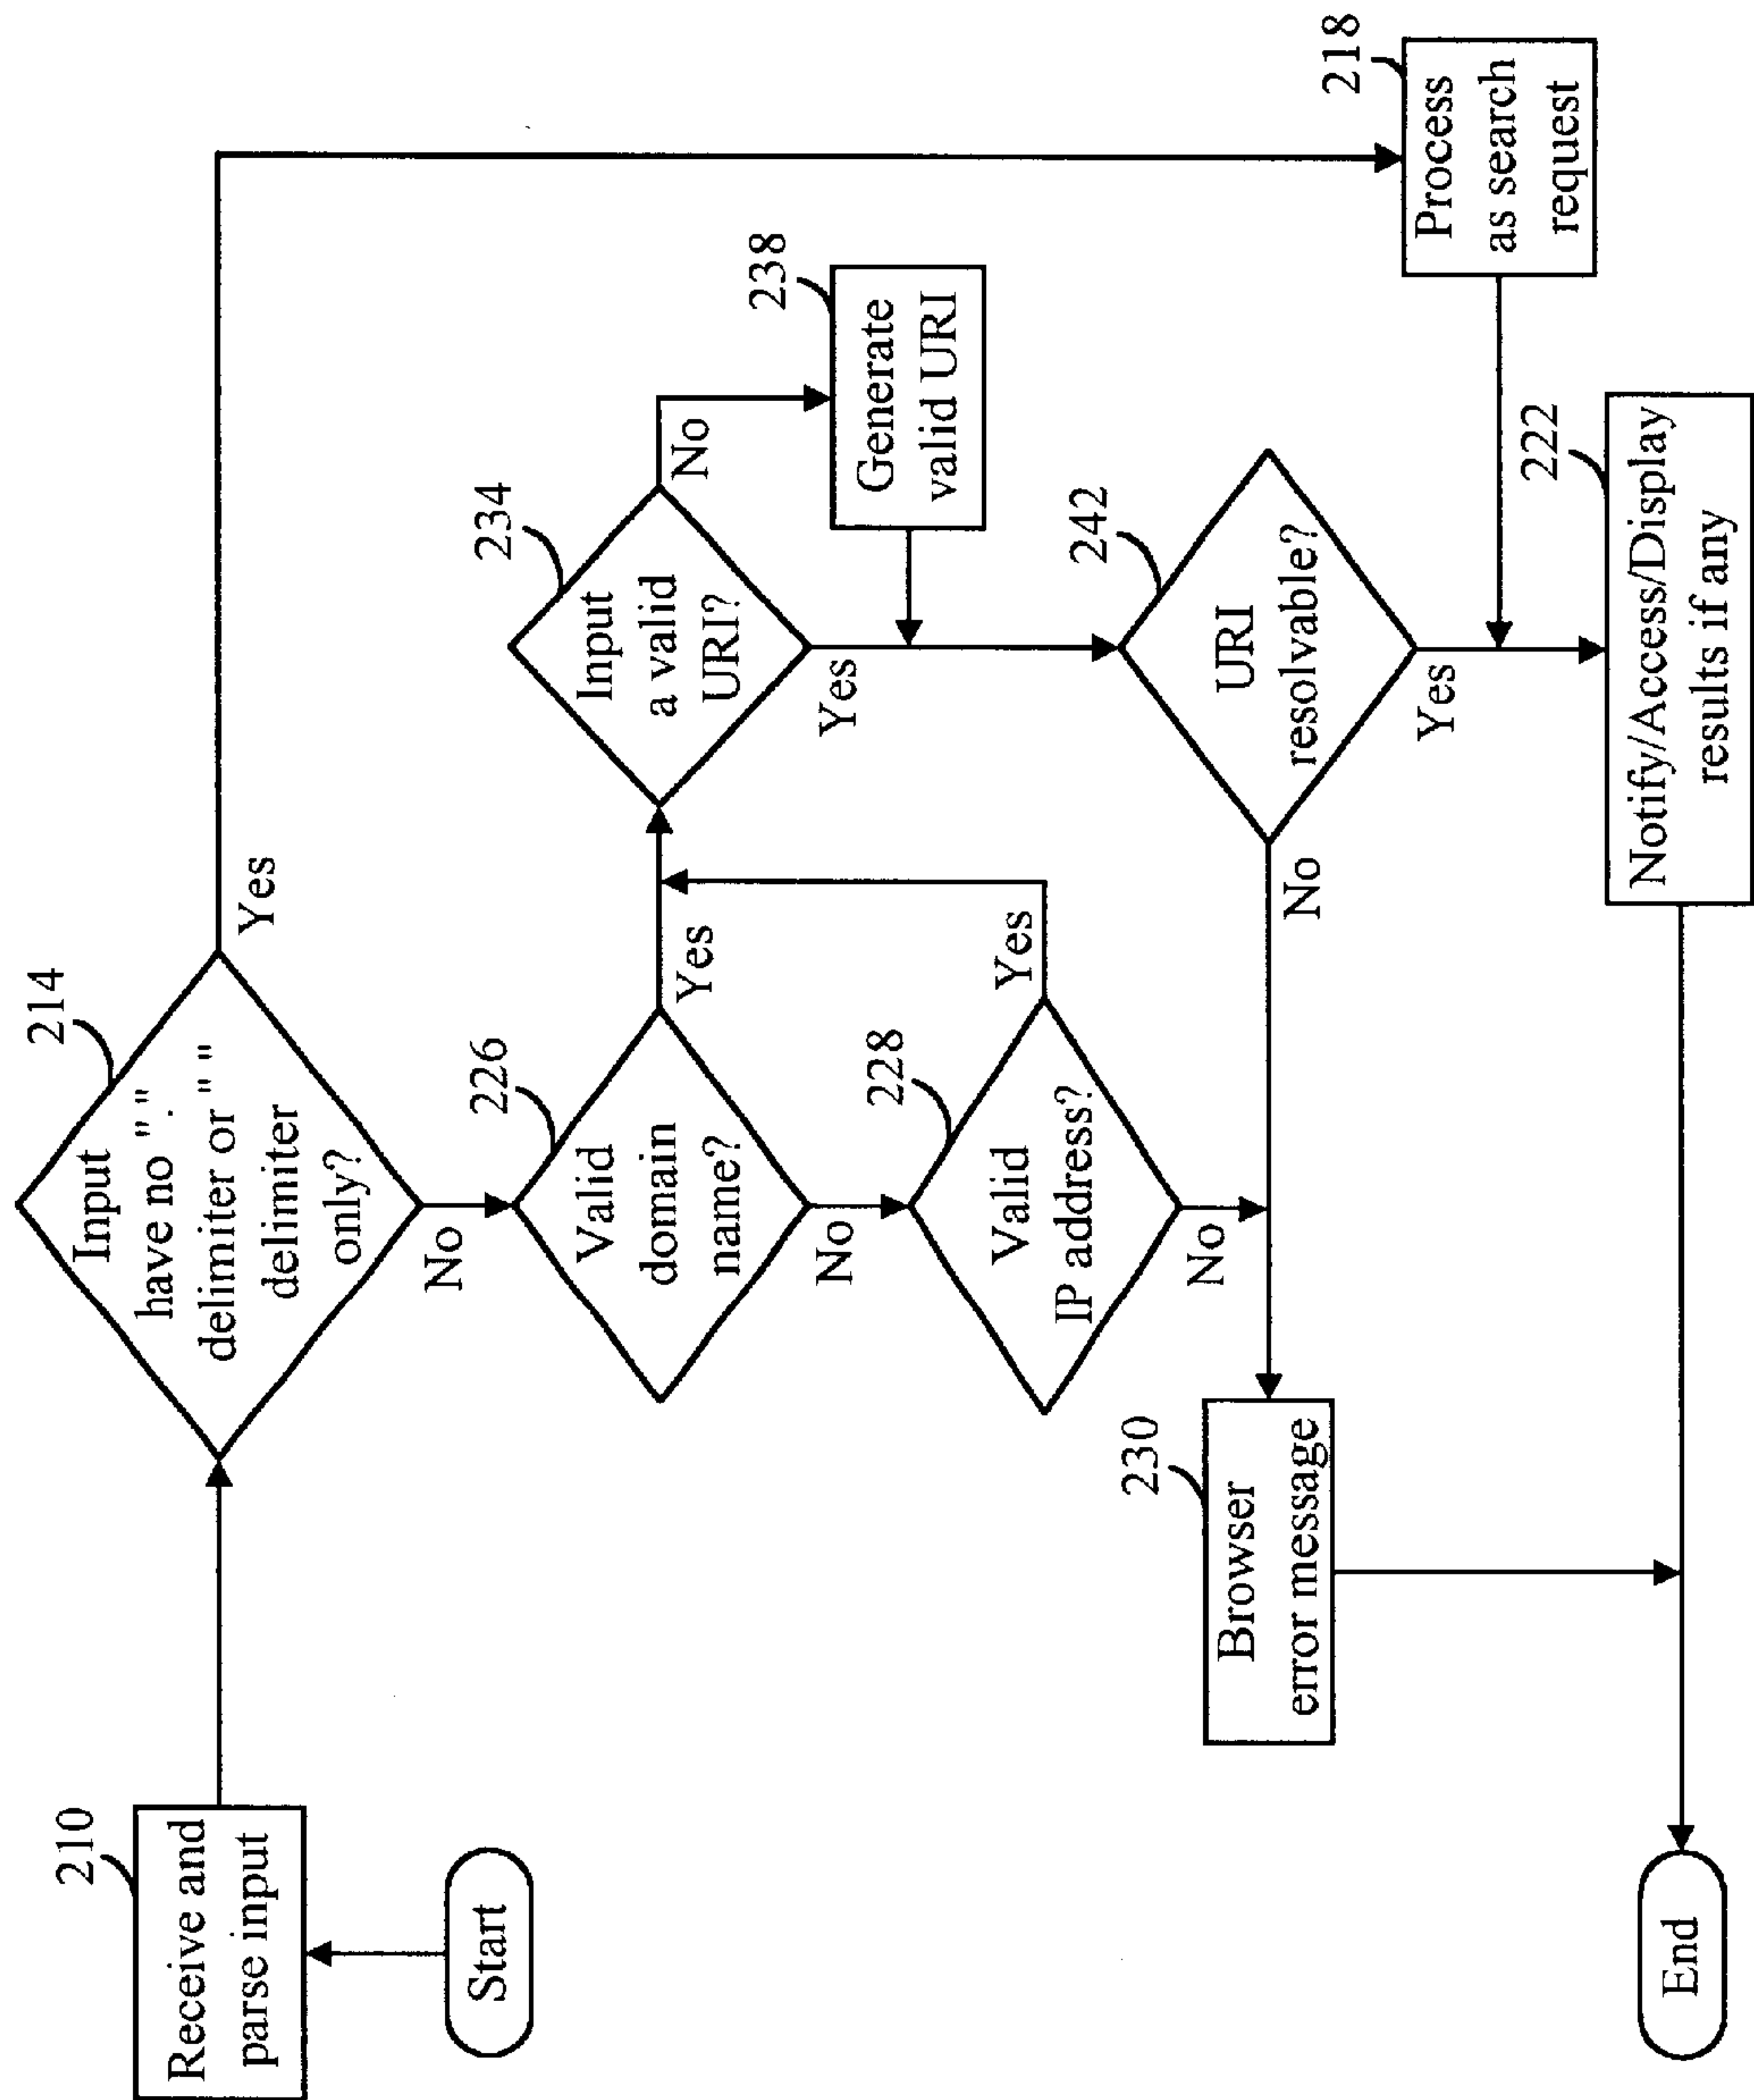 210
Receive and
parse input
Start
214
Input
have no "."
delimiter or " "
delimiter
only?
Yes
No
226
Valid
domain
name?
Yes
No
228
Valid
IP address?
Yes
No
234
Input
a valid
URI?
No
Yes
238
Generate
valid URI
242
URI
resolvable?
No
Yes
230
Browser
error message
218
Process
as search
request
222
Notify/Access/Display
results if any
End